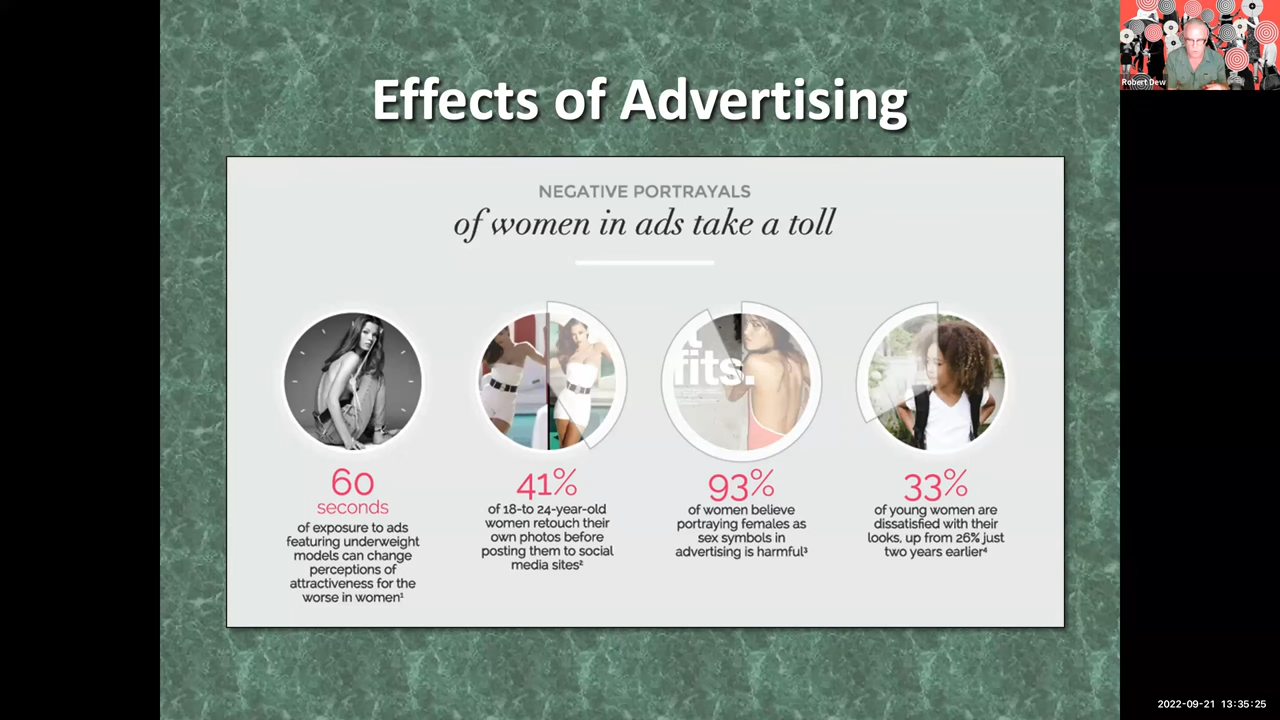 Effects of Advertising
Robert Dew
NEGATIVE PORTRAYALS
of women in ads take a toll
fits.
60
seconds
of exposure to ads
featuring underweight
models can change
perceptions of
attractiveness for the
worse in women¹
41%
of 18-to 24-year-old
women retouch their
own photos before
posting them to social
media sites²
93%
of women believe
portraying females as
sex symbols in
advertising is harmful³
33%
of young women are
dissatisfied with their
looks, up from 26% just
two years earlier⁴
2022-09-21 13:35:25